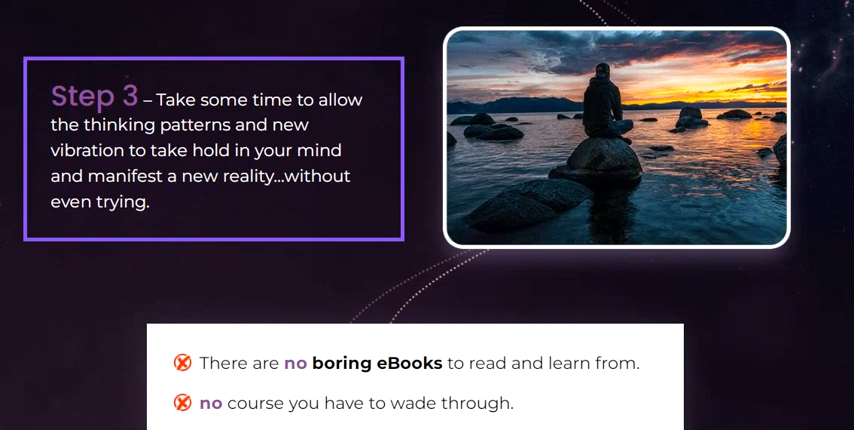 Step 3 – Take some time to allow
the thinking patterns and new
vibration to take hold in your mind
and manifest a new reality...without
even trying.
There are no boring eBooks to read and learn from.
no course you have to wade through.